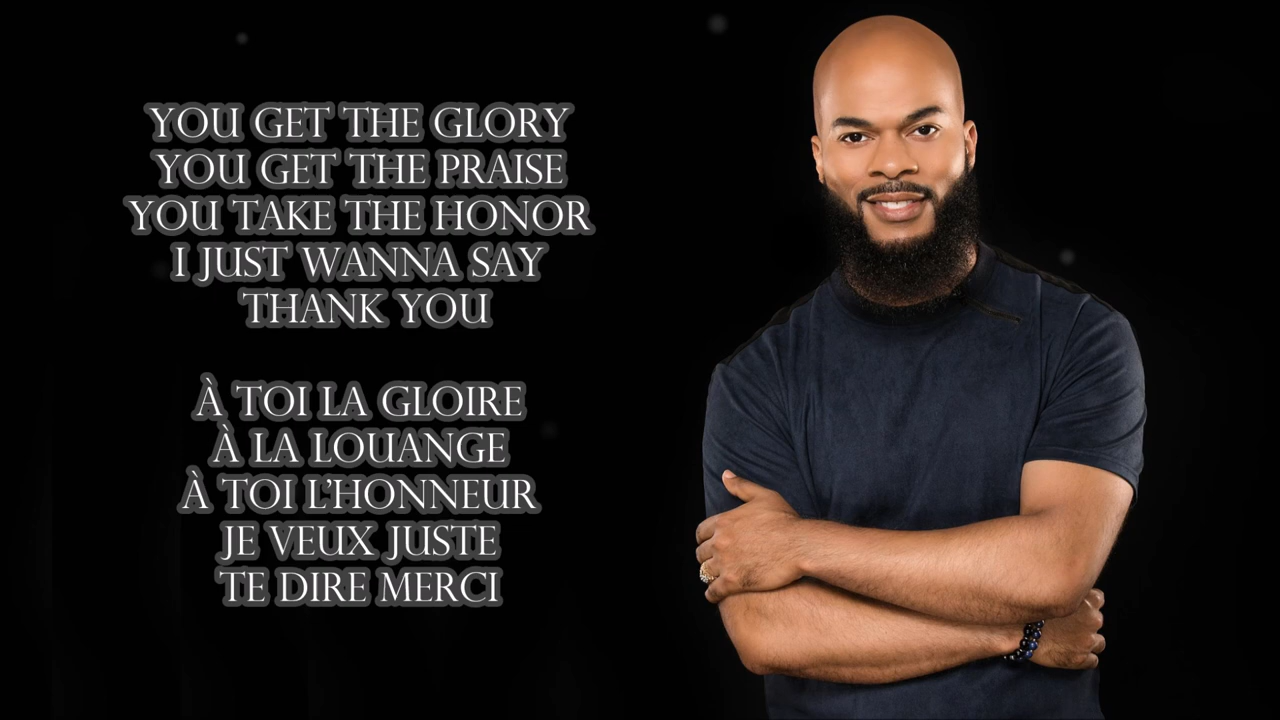 YOU GET THE GLORY
YOU GET THE PRAISE
YOU TAKE THE HONOR
I JUST WANNA SAY
THANK YOU
À TOI LA GLOIRE
À LA LOUANGE
À TOI L'HONNEUR
JE VEUX JUSTE
TE DIRE MERCI